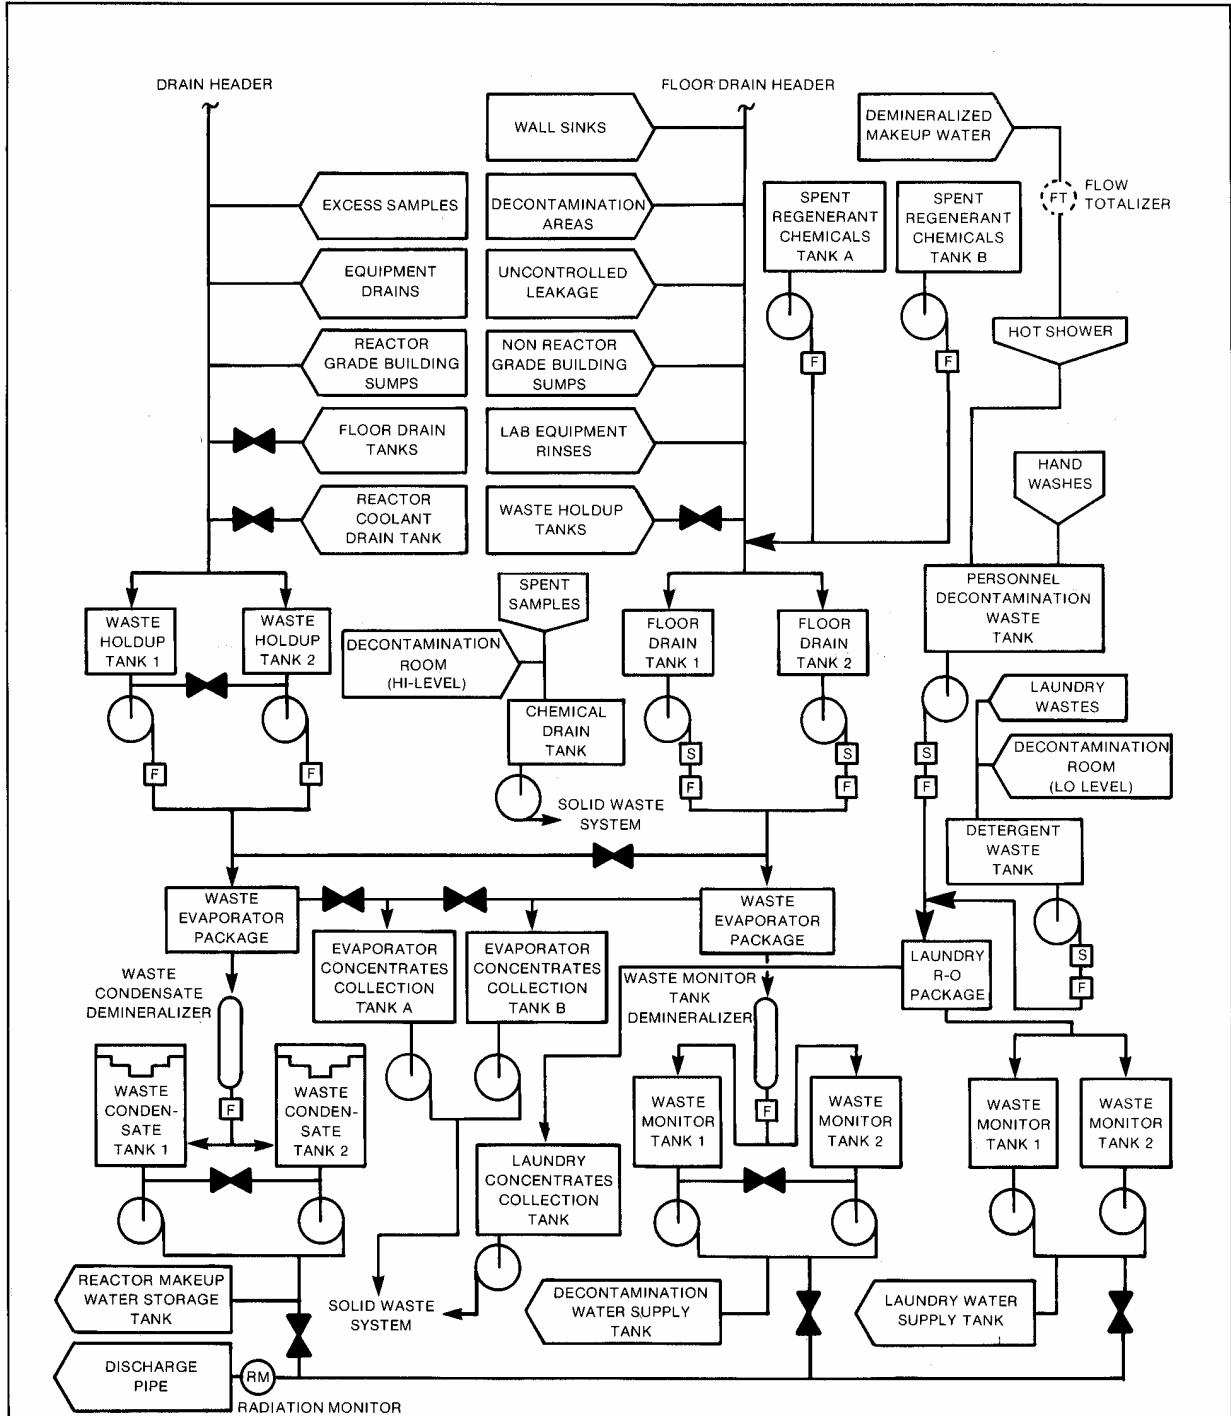 DRAIN HEADER
FLOOR DRAIN HEADER
WALL SINKS
DEMINERALIZED
MAKEUP WATER
EXCESS SAMPLES
DECONTAMINATION
AREAS
SPENT
REGENERANT
CHEMICALS
TANK A
SPENT
REGENERANT
CHEMICALS
TANK B
FT
FLOW
TOTALIZER
EQUIPMENT
DRAINS
UNCONTROLLED
LEAKAGE
HOT SHOWER
REACTOR
GRADE BUILDING
SUMPS
NON REACTOR
GRADE BUILDING
SUMPS
F
F
FLOOR DRAIN
TANKS
LAB EQUIPMENT
RINSES
HAND
WASHES
REACTOR
COOLANT
DRAIN TANK
WASTE HOLDUP
TANKS
SPENT
SAMPLES
PERSONNEL
DECONTAMINATION
WASTE
TANK
WASTE
HOLDUP
TANK 1
WASTE
HOLDUP
TANK 2
DECONTAMINATION
ROOM
(HI-LEVEL)
FLOOR
DRAIN
TANK 1
FLOOR
DRAIN
TANK 2
CHEMICAL
DRAIN
TANK
LAUNDRY
WASTES
DECONTAMINATION
ROOM
(LO LEVEL)
F
F
S
F
S
F
S
F
SOLID WASTE
SYSTEM
DETERGENT
WASTE
TANK
WASTE
EVAPORATOR
PACKAGE
WASTE
EVAPORATOR
PACKAGE
EVAPORATOR
CONCENTRATES
COLLECTION
TANK A
EVAPORATOR
CONCENTRATES
COLLECTION
TANK B
LAUNDRY
R-O
PACKAGE
S
F
WASTE
CONDENSATE
DEMINERALIZER
WASTE MONITOR
TANK
DEMINERALIZER
WASTE
CONDEN-
SATE
TANK 1
F
WASTE
CONDEN-
SATE
TANK 2
WASTE
MONITOR
TANK 1
F
WASTE
MONITOR
TANK 2
WASTE
MONITOR
TANK 1
WASTE
MONITOR
TANK 2
LAUNDRY
CONCENTRATES
COLLECTION
TANK
REACTOR MAKEUP
WATER STORAGE
TANK
SOLID WASTE
SYSTEM
DECONTAMINATION
WATER SUPPLY
TANK
LAUNDRY WATER
SUPPLY TANK
DISCHARGE
PIPE
RM
RADIATION MONITOR